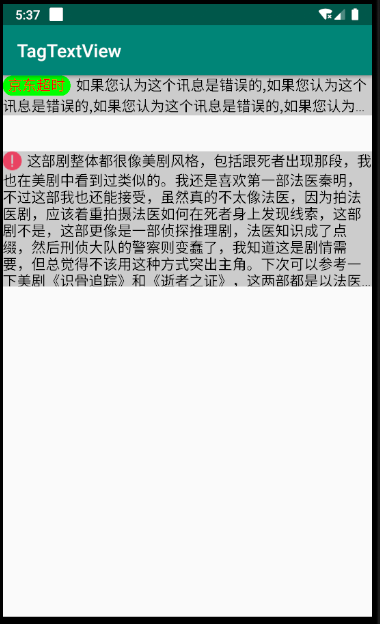 5:37
TagTextView
京东超时 如果您认为这个讯息是错误的,如果您认为这个
讯息是错误的,如果您认为这个讯息是错误的,如果您认为...
! 这部剧整体都很像美剧风格，包括跟死者出现那段，我
也在美剧中看到过类似的。我还是喜欢第一部法医秦明，
不过这部我也还能接受，虽然真的不太像法医，因为拍法
医剧，应该着重拍摄法医如何在死者身上发现线索，这部
剧不是，这部更像是一部侦探推理剧，法医知识成了点
缀，然后刑侦大队的警察则变蠢了，我知道这是剧情需
要，但总觉得不该用这种方式突出主角。下次可以参考一
下美剧《识骨追踪》和《逝者之证》，这两部都是以法医...